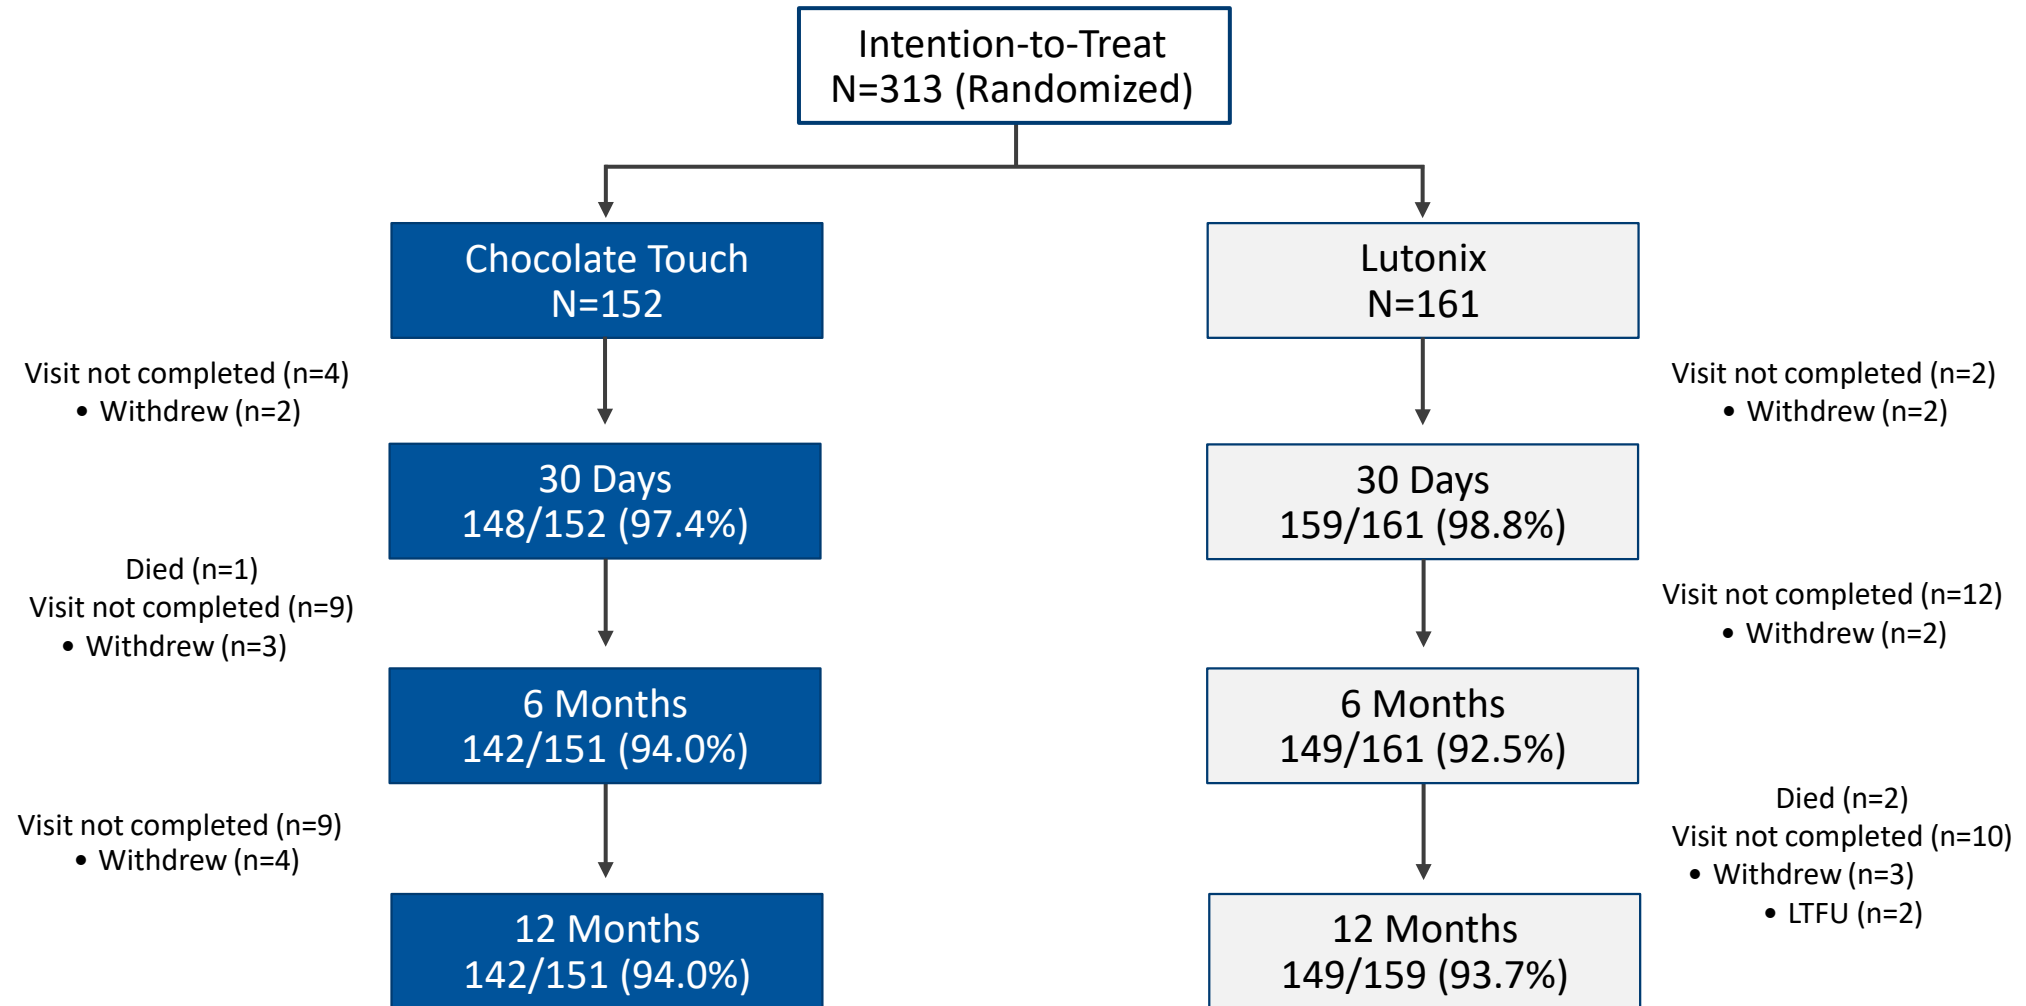 Intention-to-Treat
N=313 (Randomized)
Chocolate Touch
N=152
Lutonix
N=161
Visit not completed (n=4)
• Withdrew (n=2)
Visit not completed (n=2)
• Withdrew (n=2)
30 Days
148/152 (97.4%)
30 Days
159/161 (98.8%)
Died (n=1)
Visit not completed (n=9)
• Withdrew (n=3)
Visit not completed (n=12)
• Withdrew (n=2)
6 Months
142/151 (94.0%)
6 Months
149/161 (92.5%)
Visit not completed (n=9)
• Withdrew (n=4)
Died (n=2)
Visit not completed (n=10)
• Withdrew (n=3)
• LTFU (n=2)
12 Months
142/151 (94.0%)
12 Months
149/159 (93.7%)